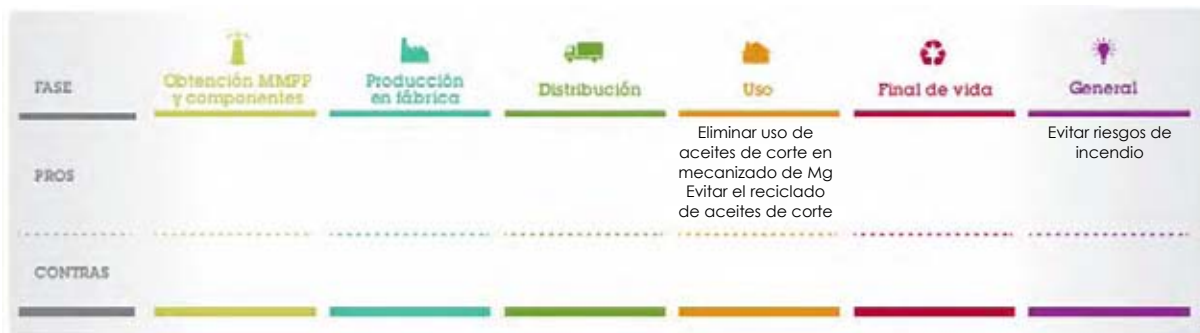 FASE
Obtención MMPP
y componentes
Producción
en fábrica
Distribución
Uso
Final de vida
General
PROS
Eliminar uso de
aceites de corte en
mecanizado de Mg
Evitar el reciclado
de aceites de corte
Evitar riesgos de
incendio
CONTRAS